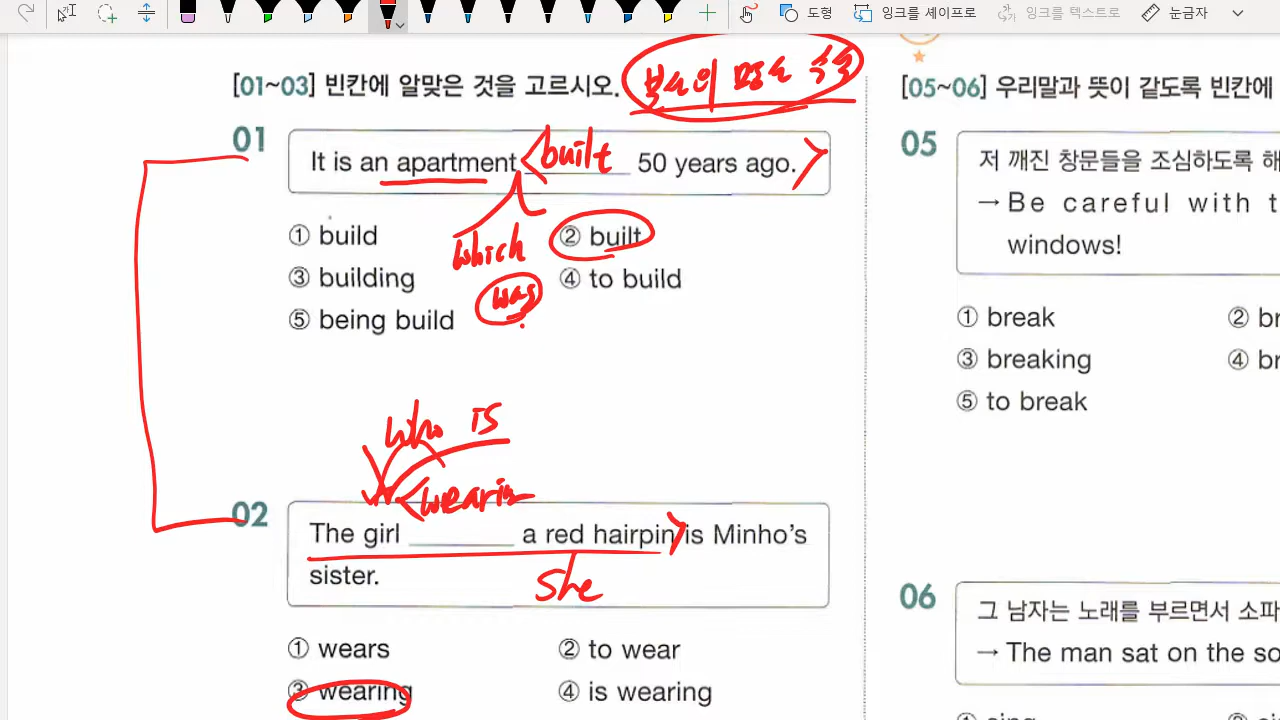 도형
잉크를 셰이프로
잉크를 텍스트로
눈금자
[01~03] 빈칸에 알맞은 것을 고르시오.
분사의 명사 수식
01
It is an apartment built 50 years ago.
which
was
① build
② built
③ building
④ to build
⑤ being build
who is
wearing
02
The girl ________ a red hairpin is Minho's
sister.
she
① wears
② to wear
③ wearing
④ is wearing
[05~06] 우리말과 뜻이 같도록 빈칸에
05
저 깨진 창문들을 조심하도록 해
→ Be careful with t
windows!
① break
② br
③ breaking
④ br
⑤ to break
06
그 남자는 노래를 부르면서 소파
→ The man sat on the so